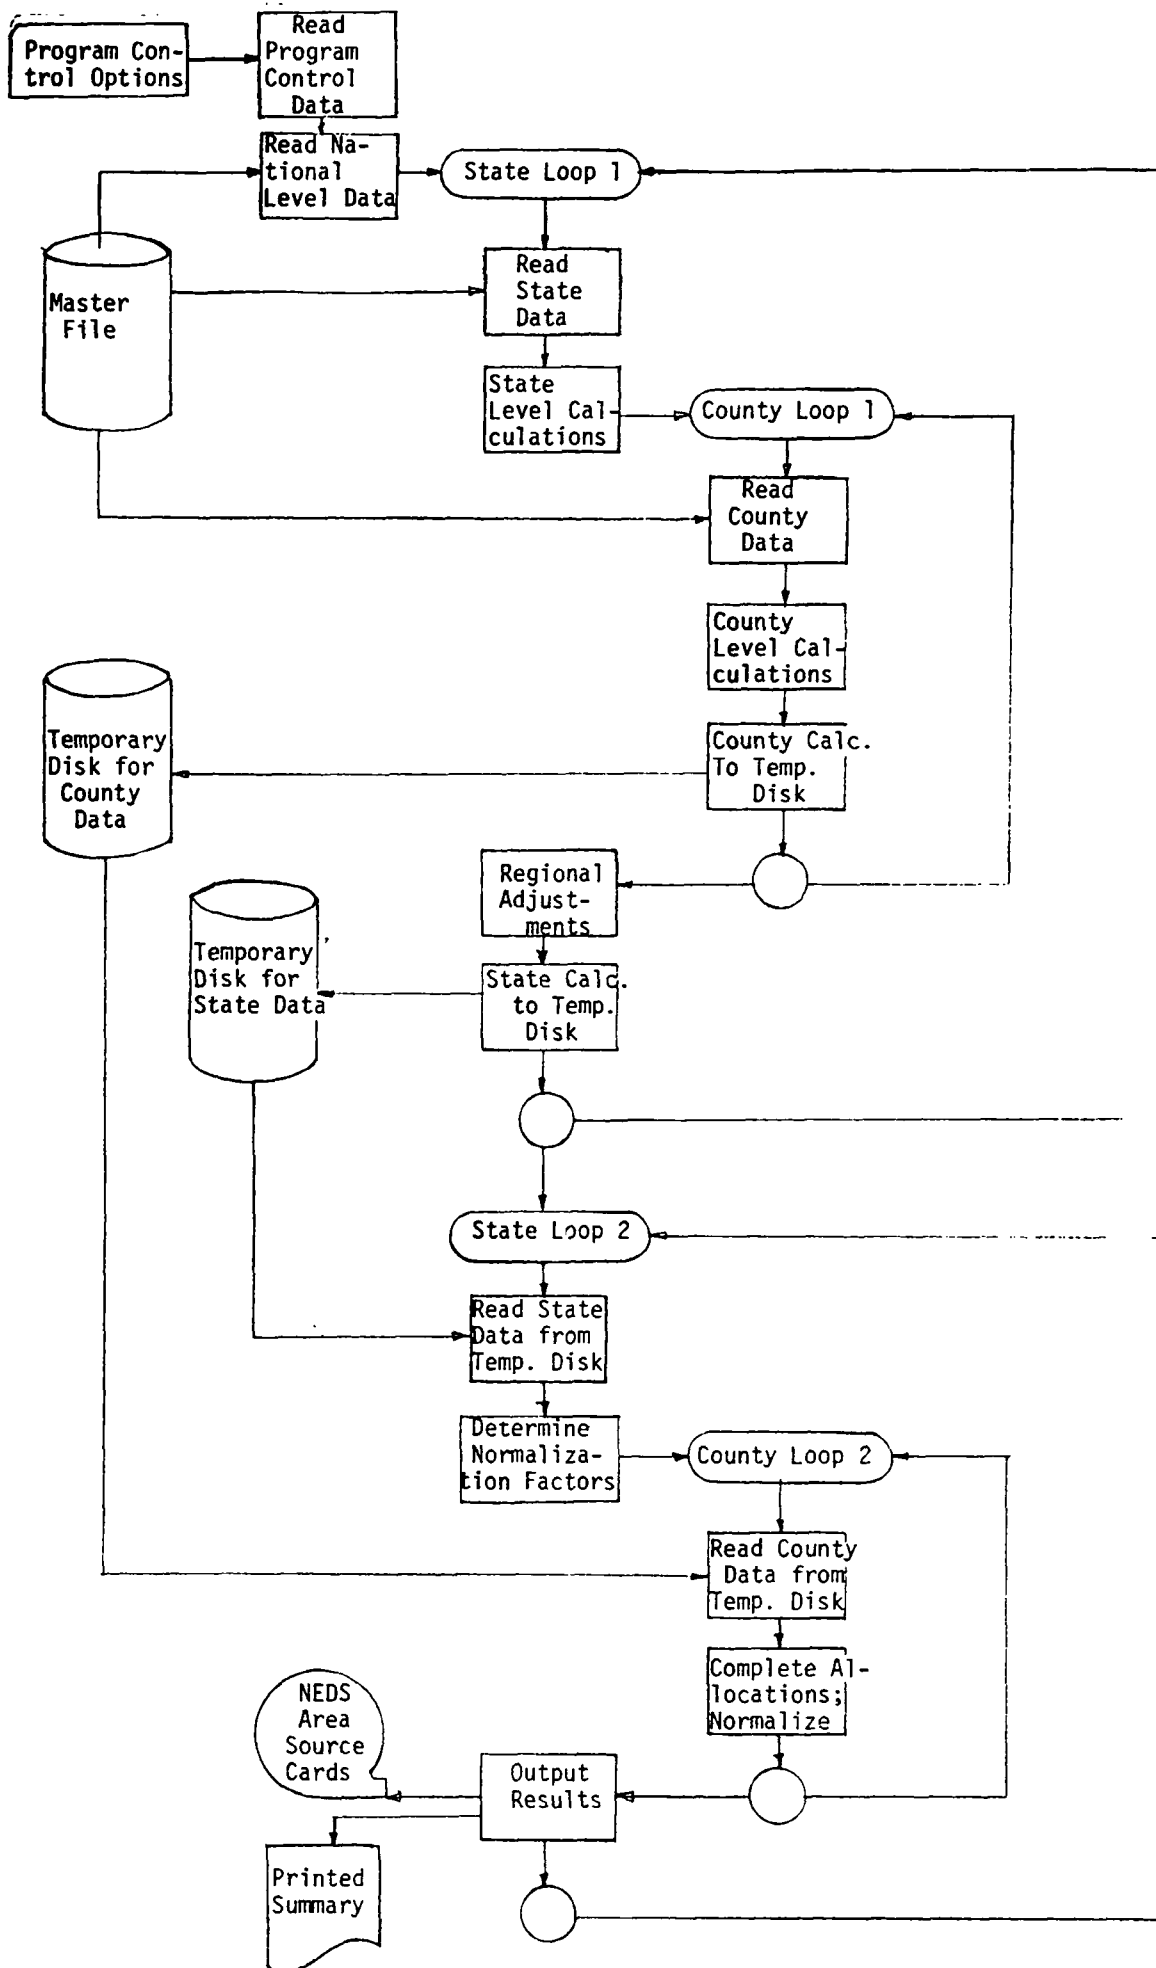 Program Con-
trol Options
Read
Program
Control
Data
Read Na-
tional
Level Data
State Loop 1
Master
File
Read
State
Data
State
Level Cal-
culations
County Loop 1
Read
County
Data
County
Level Cal-
culations
Temporary
Disk for
County
Data
County Calc.
To Temp.
Disk
Regional
Adjust-
ments
Temporary
Disk for
State Data
State Calc.
to Temp.
Disk
State Loop 2
Read State
Data from
Temp. Disk
Determine
Normaliza-
tion Factors
County Loop 2
Read County
Data from
Temp. Disk
Complete Al-
locations;
Normalize
NEDS
Area
Source
Cards
Output
Results
Printed
Summary